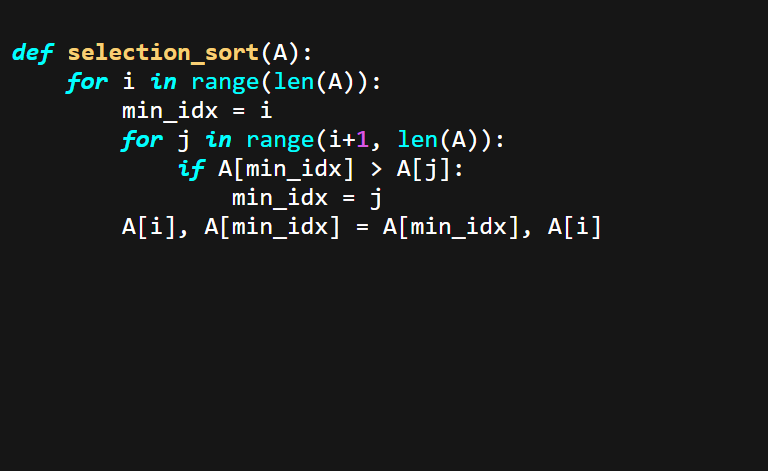 def selection_sort(A):
    for i in range(len(A)):
        min_idx = i
        for j in range(i+1, len(A)):
            if A[min_idx] > A[j]:
                min_idx = j
        A[i], A[min_idx] = A[min_idx], A[i]